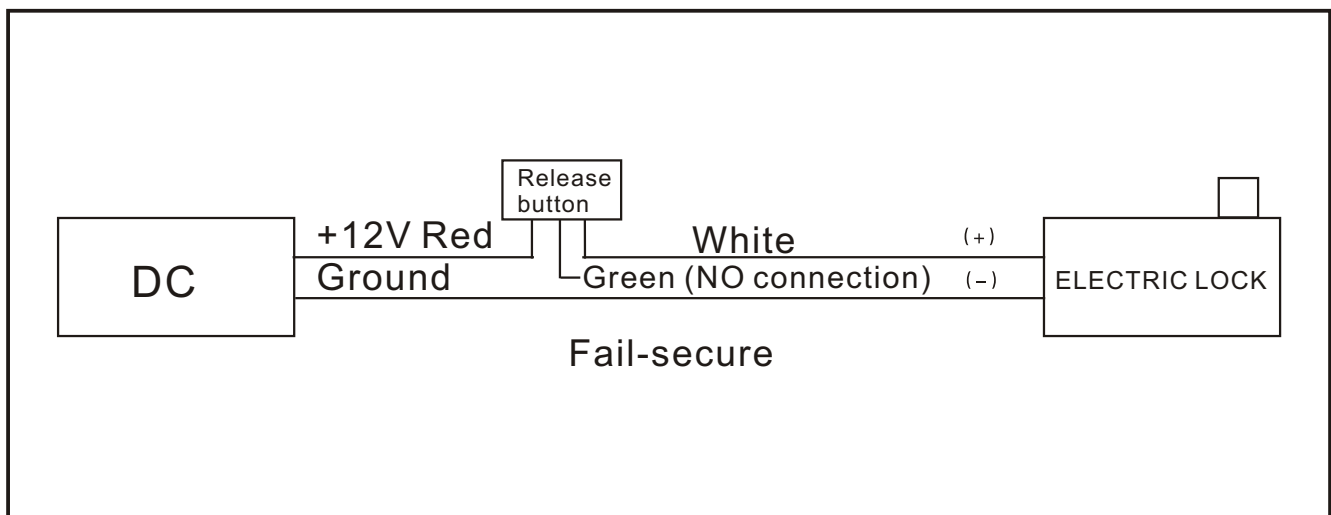 Release
button
+12V Red
White
(+)
DC
Ground
Green (NO connection)
(-)
ELECTRIC LOCK
Fail-secure